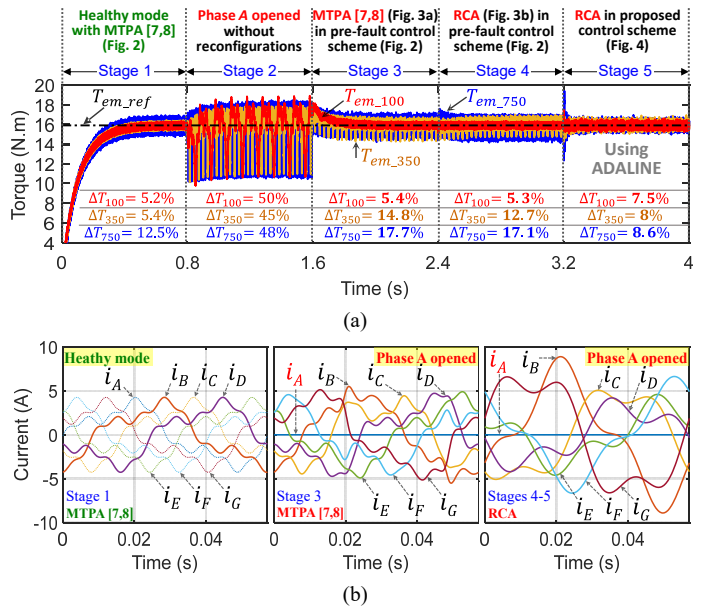 Healthy mode with MTPA [7,8] (Fig. 2)
Phase A opened without reconfigurations
MTPA [7,8] (Fig. 3a) in pre-fault control scheme (Fig. 2)
RCA (Fig. 3b) in pre-fault control scheme (Fig. 2)
RCA in proposed control scheme (Fig. 4)
Stage 1
Stage 2
Stage 3
Stage 4
Stage 5
Torque (N.m)
20
18
16
14
12
10
8
6
4
T_em_ref
T_em_100
T_em_750
T_em_350
Using
ADALINE
ΔT_100= 5.2%
ΔT_100= 50%
ΔT_100= 5.4%
ΔT_100= 5.3%
ΔT_100= 7.5%
ΔT_350= 5.4%
ΔT_350= 45%
ΔT_350= 14.8%
ΔT_350= 12.7%
ΔT_350= 8%
ΔT_750= 12.5%
ΔT_750= 48%
ΔT_750= 17.7%
ΔT_750= 17.1%
ΔT_750= 8.6%
0
0.8
1.6
2.4
3.2
4
Time (s)
(a)
Current (A)
10
5
0
-5
-10
Heathy mode
i_A
i_B
i_C
i_D
i_E
i_F
i_G
Stage 1
MTPA [7,8]
0
0.02
0.04
Time (s)
Phase A opened
i_A
i_B
i_C
i_D
i_E
i_F
i_G
Stage 3
MTPA [7,8]
0
0.02
0.04
Time (s)
Phase A opened
i_A
i_B
i_C
i_D
i_E
i_F
i_G
Stages 4-5
RCA
0
0.02
0.04
Time (s)
(b)